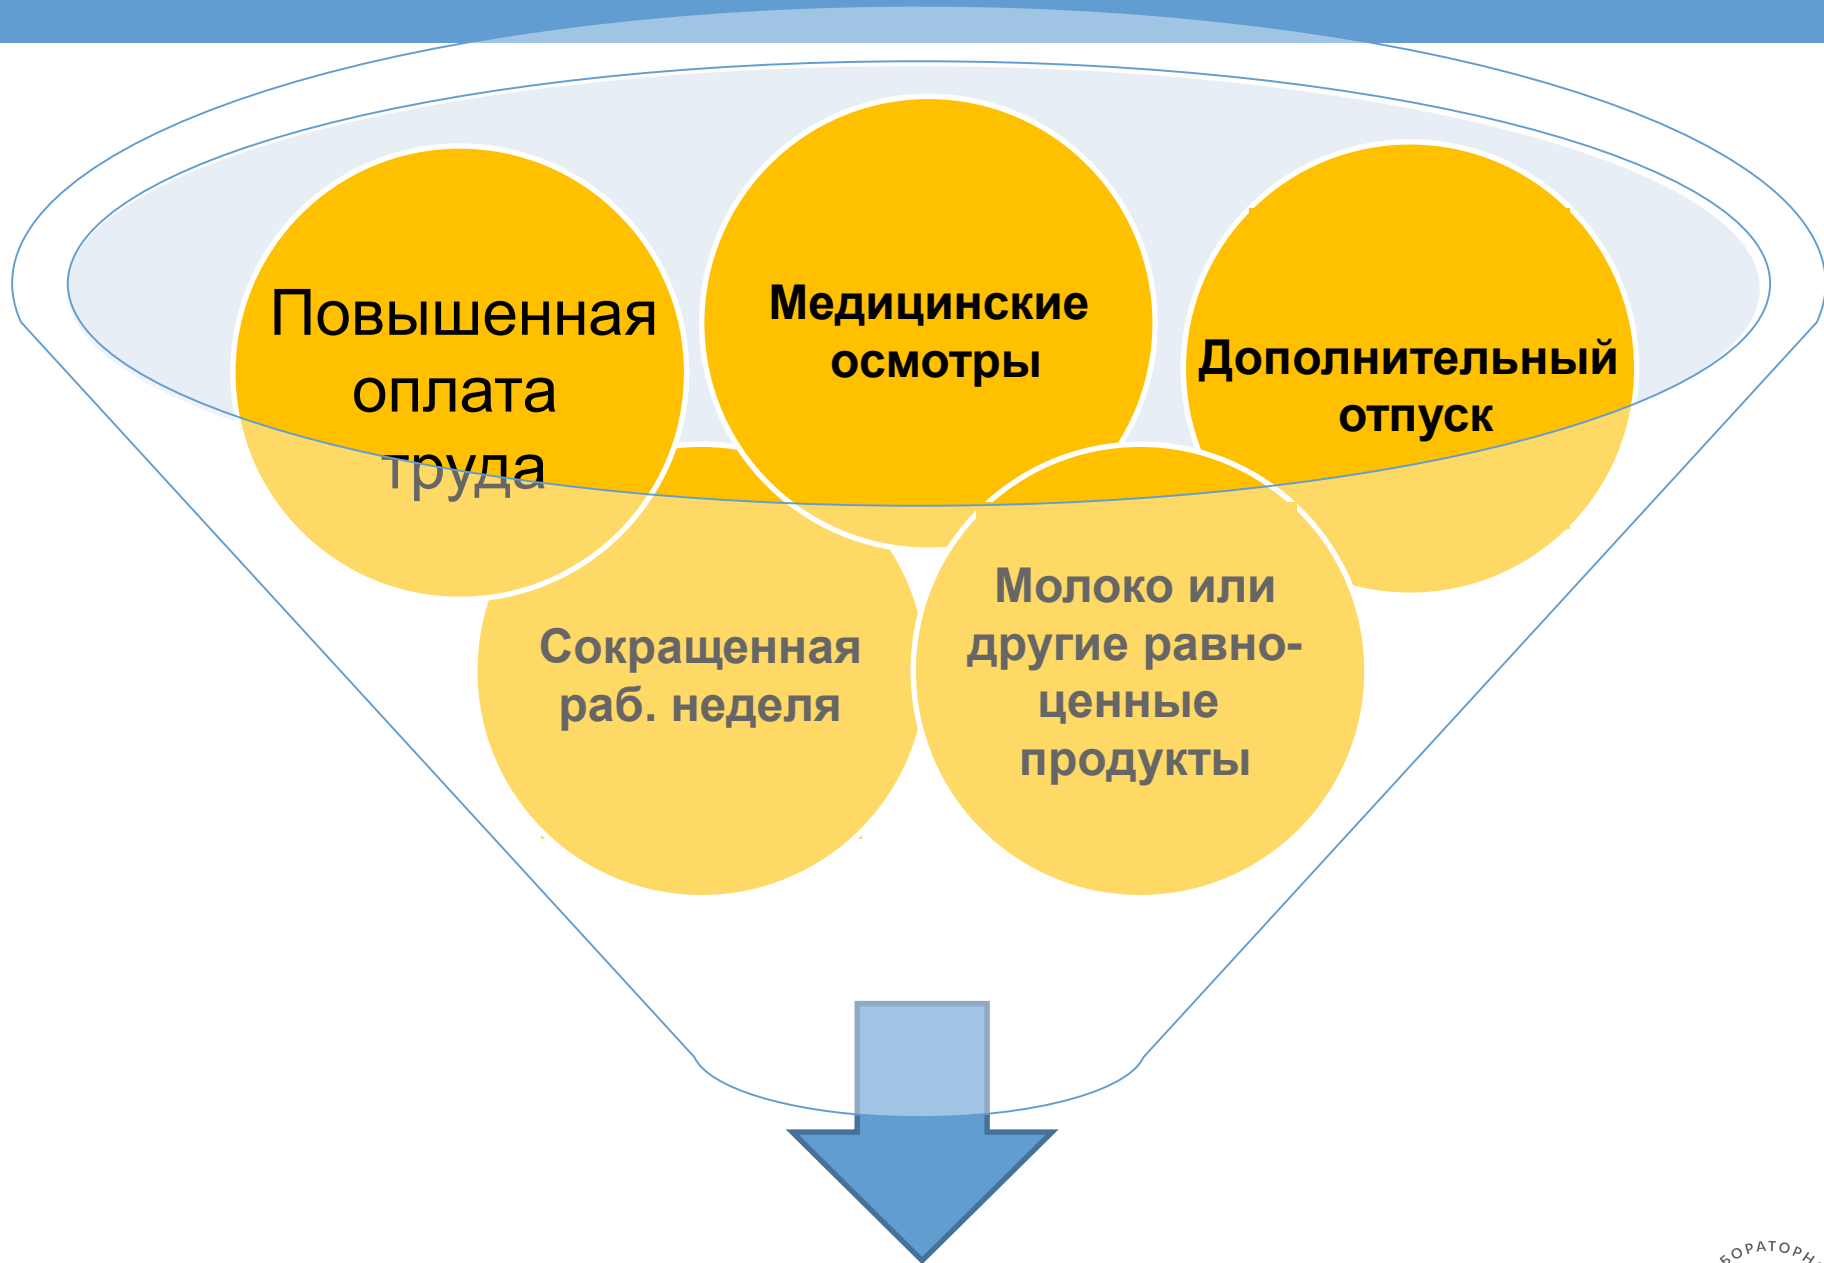 Повышенная
оплата
труда
Медицинские
осмотры
Дополнительный
отпуск
Сокращенная
раб. неделя
Молоко или
другие равно-
ценные
продукты